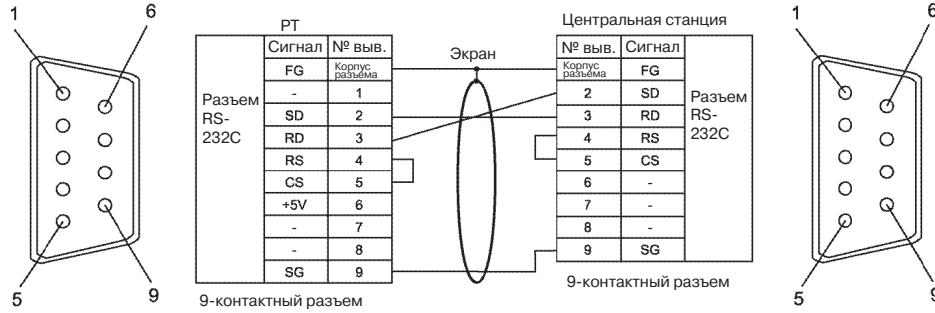 1 6 1 6
PT Центральная станция
Сигнал № выв. Экран № выв. Сигнал
FG Корпус разъема Корпус разъема FG
- 1 2 SD
Разъем RS-232C SD 2 3 RD Разъем RS-232C
RD 3 4 RS
RS 4 5 CS
CS 5 6 -
+5V 6 7 -
- 7 8 -
- 8 9 SG
SG 9
9-контактный разъем 9-контактный разъем
5 9 5 9